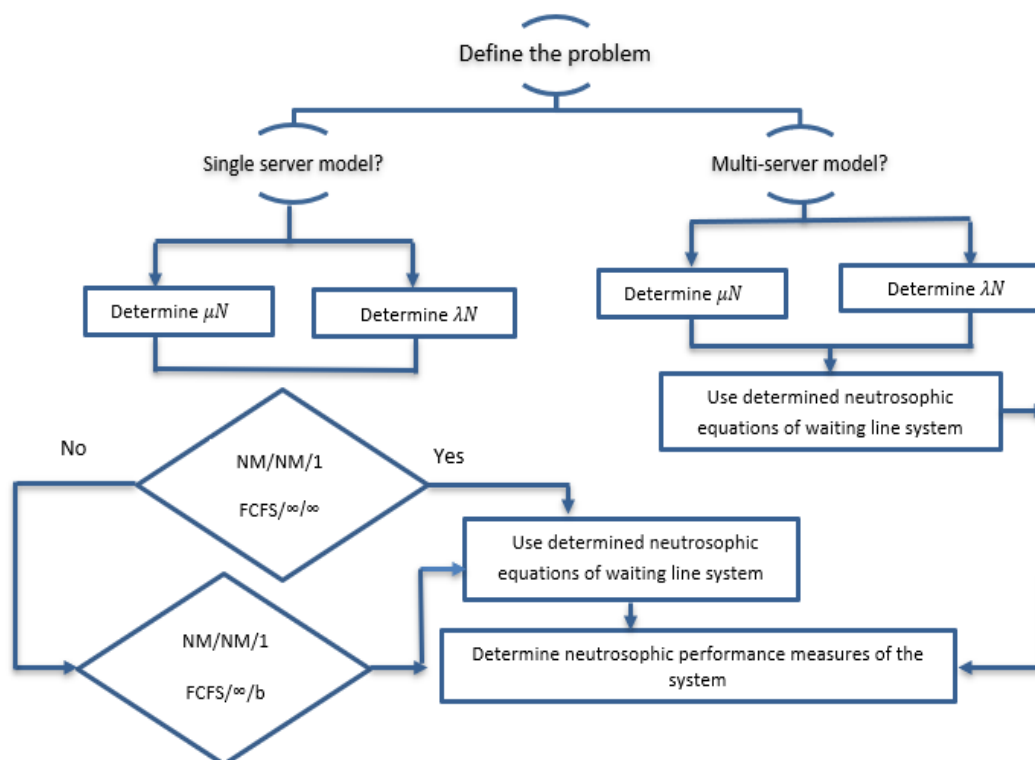 Define the problem
Single server model?
Multi-server model?
Determine μN
Determine λN
Determine μN
Determine λN
Use determined neutrosophic
equations of waiting line system
No
NM/NM/1
FCFS/∞/∞
Yes
Use determined neutrosophic
equations of waiting line system
NM/NM/1
FCFS/∞/b
Determine neutrosophic performance measures of the
system